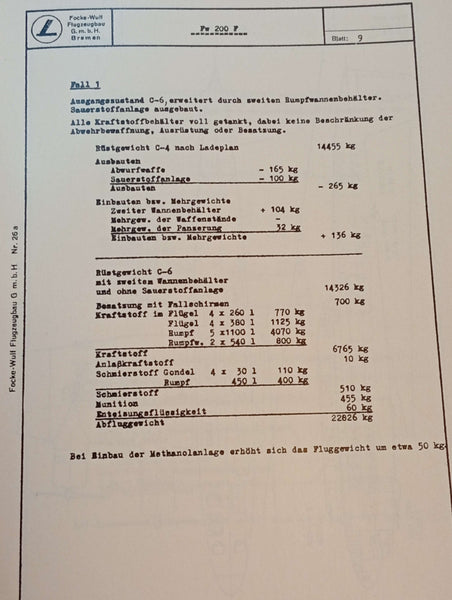 Focke-Wulf
Flugzeugbau
G. m. b. H.
Bremen
Fw 200 F
Blatt: 9
Fall 1
Ausgangszustand C-6, erweitert durch zweiten Rumpfwannenbehälter.
Sauerstoffanlage ausgebaut.
Alle Kraftstoffbehälter voll getankt, dabei keine Beschränkung der
Abwehrbewaffnung, Ausrüstung oder Besatzung.
Rüstgewicht C-4 nach Ladeplan 14455 kg
Ausbauten
Abwurfwaffe - 165 kg
Sauerstoffanlage - 100 kg
Ausbauten - 265 kg
Einbauten bzw. Mehrgewichte
Zweiter Wannenbehälter + 104 kg
Mehrgew. der Waffenstände -
Mehrgew. der Panzerung 32 kg
Einbauten bzw. Mehrgewichte + 136 kg
Rüstgewicht C-6
mit zweitem Wannenbehälter
und ohne Sauerstoffanlage 14326 kg
Besatzung mit Fallschirmen 700 kg
Kraftstoff im Flügel 4 x 260 l 770 kg
Flügel 4 x 380 l 1125 kg
Rumpf 5 x1100 l 4070 kg
Rumpfw. 2 x 540 l 800 kg
Kraftstoff 6765 kg
Anlaßkraftstoff 10 kg
Schmierstoff Gondel 4 x 30 l 110 kg
Rumpf 450 l 400 kg
Schmierstoff 510 kg
Munition 455 kg
Enteisungsflüssigkeit 60 kg
Abfluggewicht 22826 kg
Bei Einbau der Methanolanlage erhöht sich das Fluggewicht um etwa 50 kg.
Focke-Wulf Flugzeugbau G. m. b. H Nr. 26a